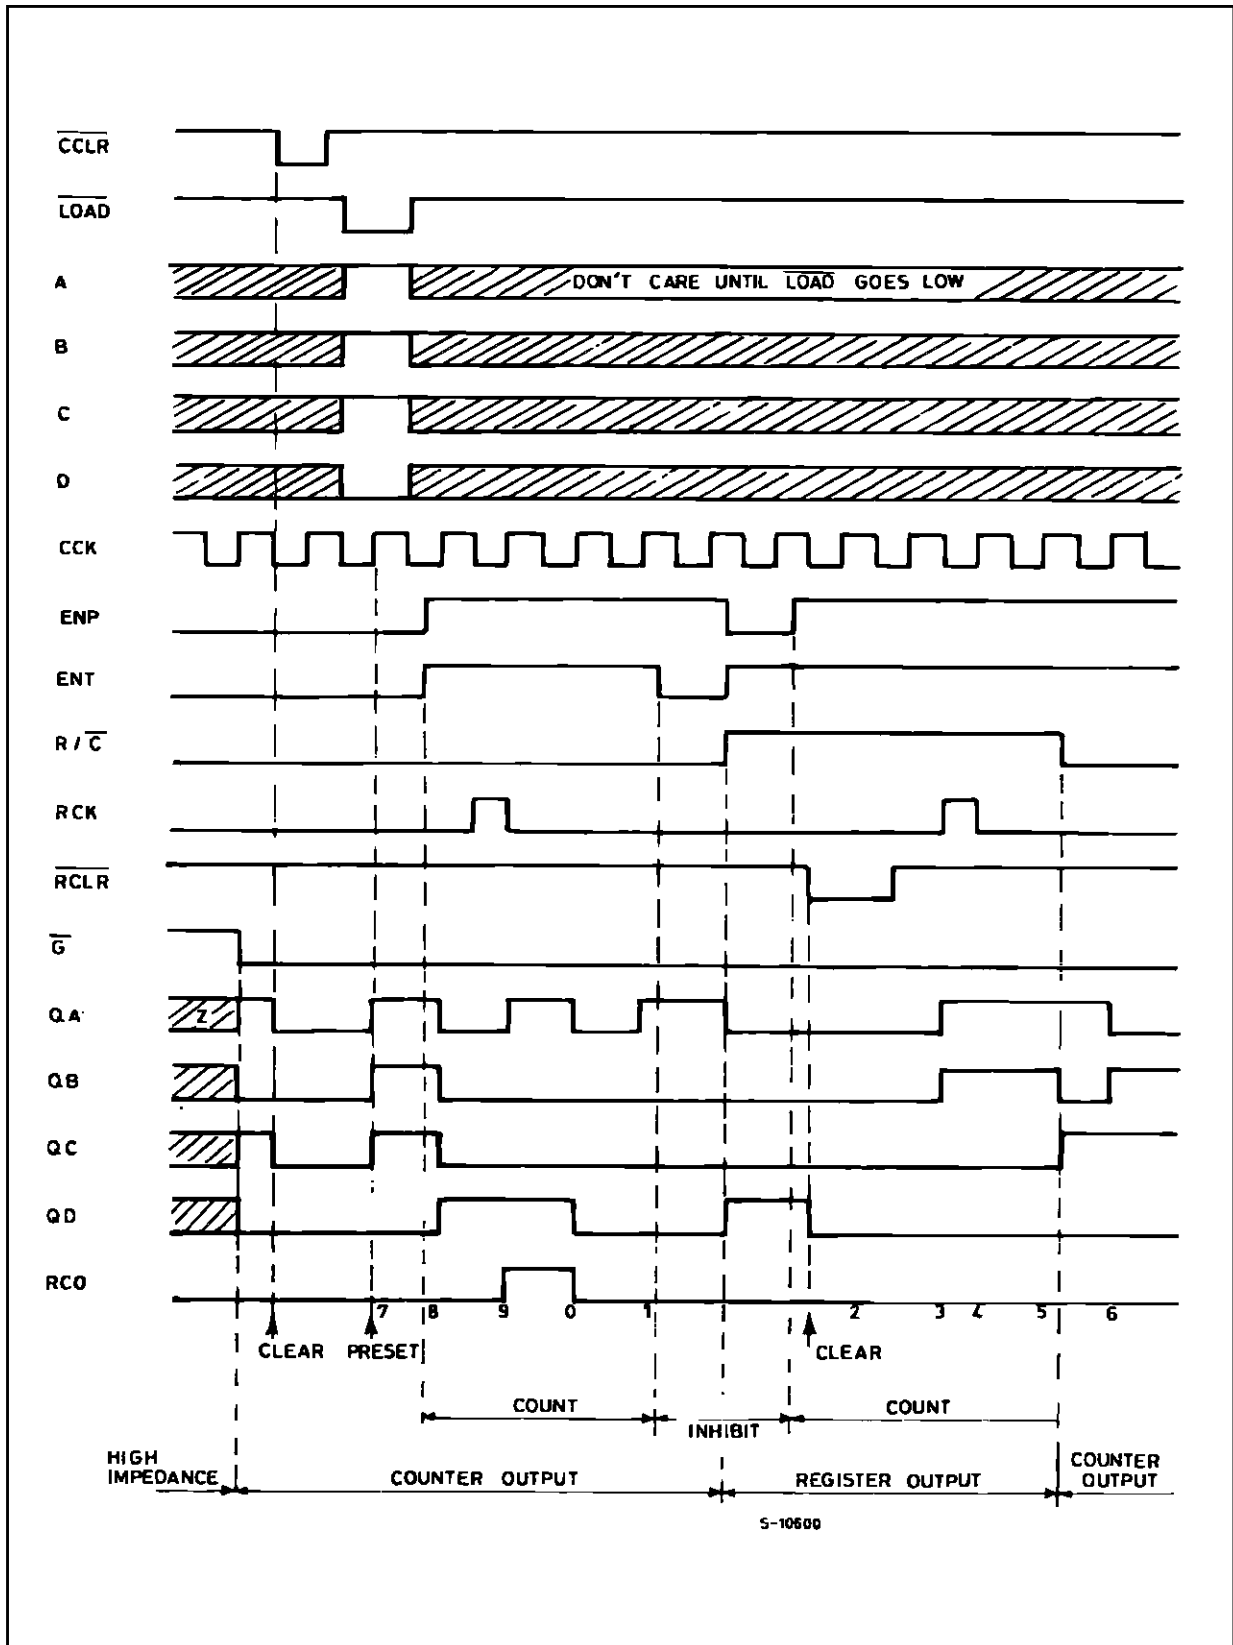 CCLR
LOAD
A
DON'T CARE UNTIL LOAD GOES LOW
B
C
D
CCK
ENP
ENT
R / C
RCK
RCLR
G
QA
Z
QB
QC
QD
RCO
7 8 9 0 1 1 2 3 4 5 6
CLEAR PRESET CLEAR
COUNT INHIBIT COUNT
HIGH IMPEDANCE COUNTER OUTPUT REGISTER OUTPUT COUNTER OUTPUT
S-10600